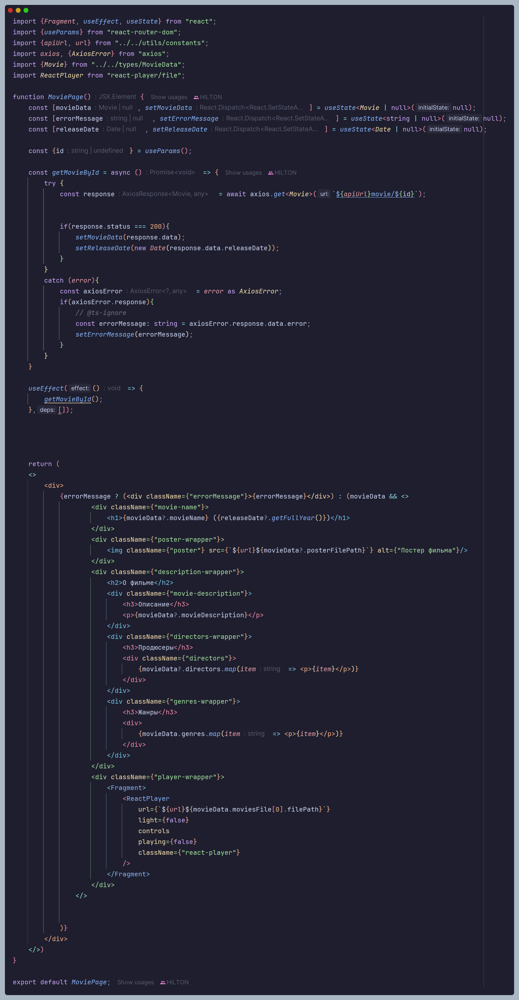 import {Fragment, useEffect, useState} from "react";
import {useParams} from "react-router-dom";
import {apiUrl, url} from "../../utils/constants";
import axios, {AxiosError} from "axios";
import {Movie} from "../../types/MovieData";
import ReactPlayer from "react-player/file";
function MoviePage() : JSX.Element { Show usages HILTON
const [movieData : Movie | null , setMovieData : React.Dispatch<React.SetStateA... ] = useState<Movie | null>( initialState: null);
const [errorMessage : string | null , setErrorMessage : React.Dispatch<React.SetStateA... ] = useState<string | null>( initialState: null);
const [releaseDate : Date | null , setReleaseDate : React.Dispatch<React.SetStateA... ] = useState<Date | null>( initialState: null);
const {id : string | undefined } = useParams();
const getMovieById = async () : Promise<void> => { Show usages HILTON
try {
const response : AxiosResponse<Movie, any> = await axios.get<Movie>( url: `${apiUrl}movie/${id}`);
if(response.status === 200){
setMovieData(response.data);
setReleaseDate(new Date(response.data.releaseDate));
}
}
catch (error){
const axiosError : AxiosError<?, any> = error as AxiosError;
if(axiosError.response){
// @ts-ignore
const errorMessage: string = axiosError.response.data.error;
setErrorMessage(errorMessage);
}
}
}
useEffect( effect: () : void => {
getMovieById();
}, deps: []);
return (
<>
<div>
{errorMessage ? (<div className={"errorMessage"}>{errorMessage}</div>) : (movieData && <>
<div className={"movie-name"}>
<h1>{movieData?.movieName} ({releaseDate?.getFullYear()})</h1>
</div>
<div className={"poster-wrapper"}>
<img className={"poster"} src={`${url}${movieData?.posterFilePath}`} alt={"Постер фильма"}/>
</div>
<div className={"description-wrapper"}>
<h2>О фильме</h2>
<div className={"movie-description"}>
<h3>Описание</h3>
<p>{movieData?.movieDescription}</p>
</div>
<div className={"directors-wrapper"}>
<h3>Продюсеры</h3>
<div className={"directors"}>
{movieData?.directors.map(item : string => <p>{item}</p>)}
</div>
</div>
<div className={"genres-wrapper"}>
<h3>Жанры</h3>
<div>
{movieData.genres.map(item : string => <p>{item}</p>)}
</div>
</div>
</div>
<div className={"player-wrapper"}>
<Fragment>
<ReactPlayer
url={`${url}${movieData.moviesFile[0].filePath}`}
light={false}
controls
playing={false}
className={"react-player"}
/>
</Fragment>
</div>
</>
)}
</div>
</>)
}
export default MoviePage; Show usages HILTON